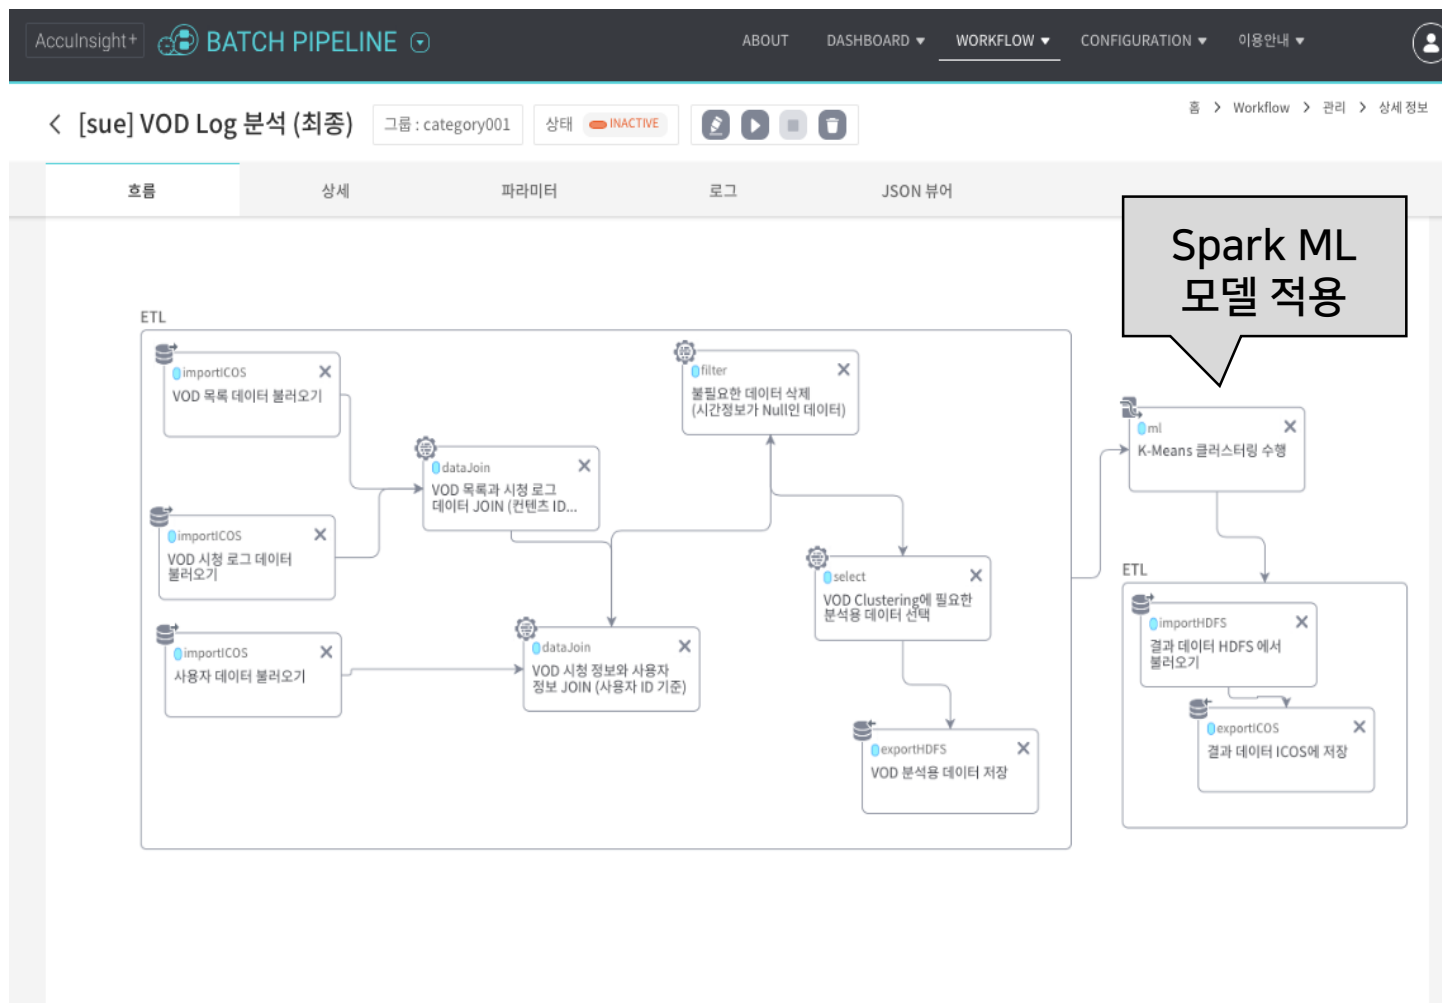 AccuInsight+ BATCH PIPELINE ABOUT DASHBOARD WORKFLOW CONFIGURATION 이용안내
[sue] VOD Log 분석 (최종) 그룹 : category001 상태 INACTIVE 홈 > Workflow > 관리 > 상세 정보
흐름 상세 파라미터 로그 JSON 뷰어
Spark ML
모델 적용
ETL
importICOS
VOD 목록 데이터 불러오기
importICOS
VOD 시청 로그 데이터
불러오기
importICOS
사용자 데이터 불러오기
dataJoin
VOD 목록과 시청 로그
데이터 JOIN (컨텐츠 ID...
dataJoin
VOD 시청 정보와 사용자
정보 JOIN (사용자 ID 기준)
filter
불필요한 데이터 삭제
(시간정보가 Null인 데이터)
select
VOD Clustering에 필요한
분석용 데이터 선택
exportHDFS
VOD 분석용 데이터 저장
ml
K-Means 클러스터링 수행
ETL
importHDFS
결과 데이터 HDFS 에서
불러오기
exportICOS
결과 데이터 ICOS에 저장